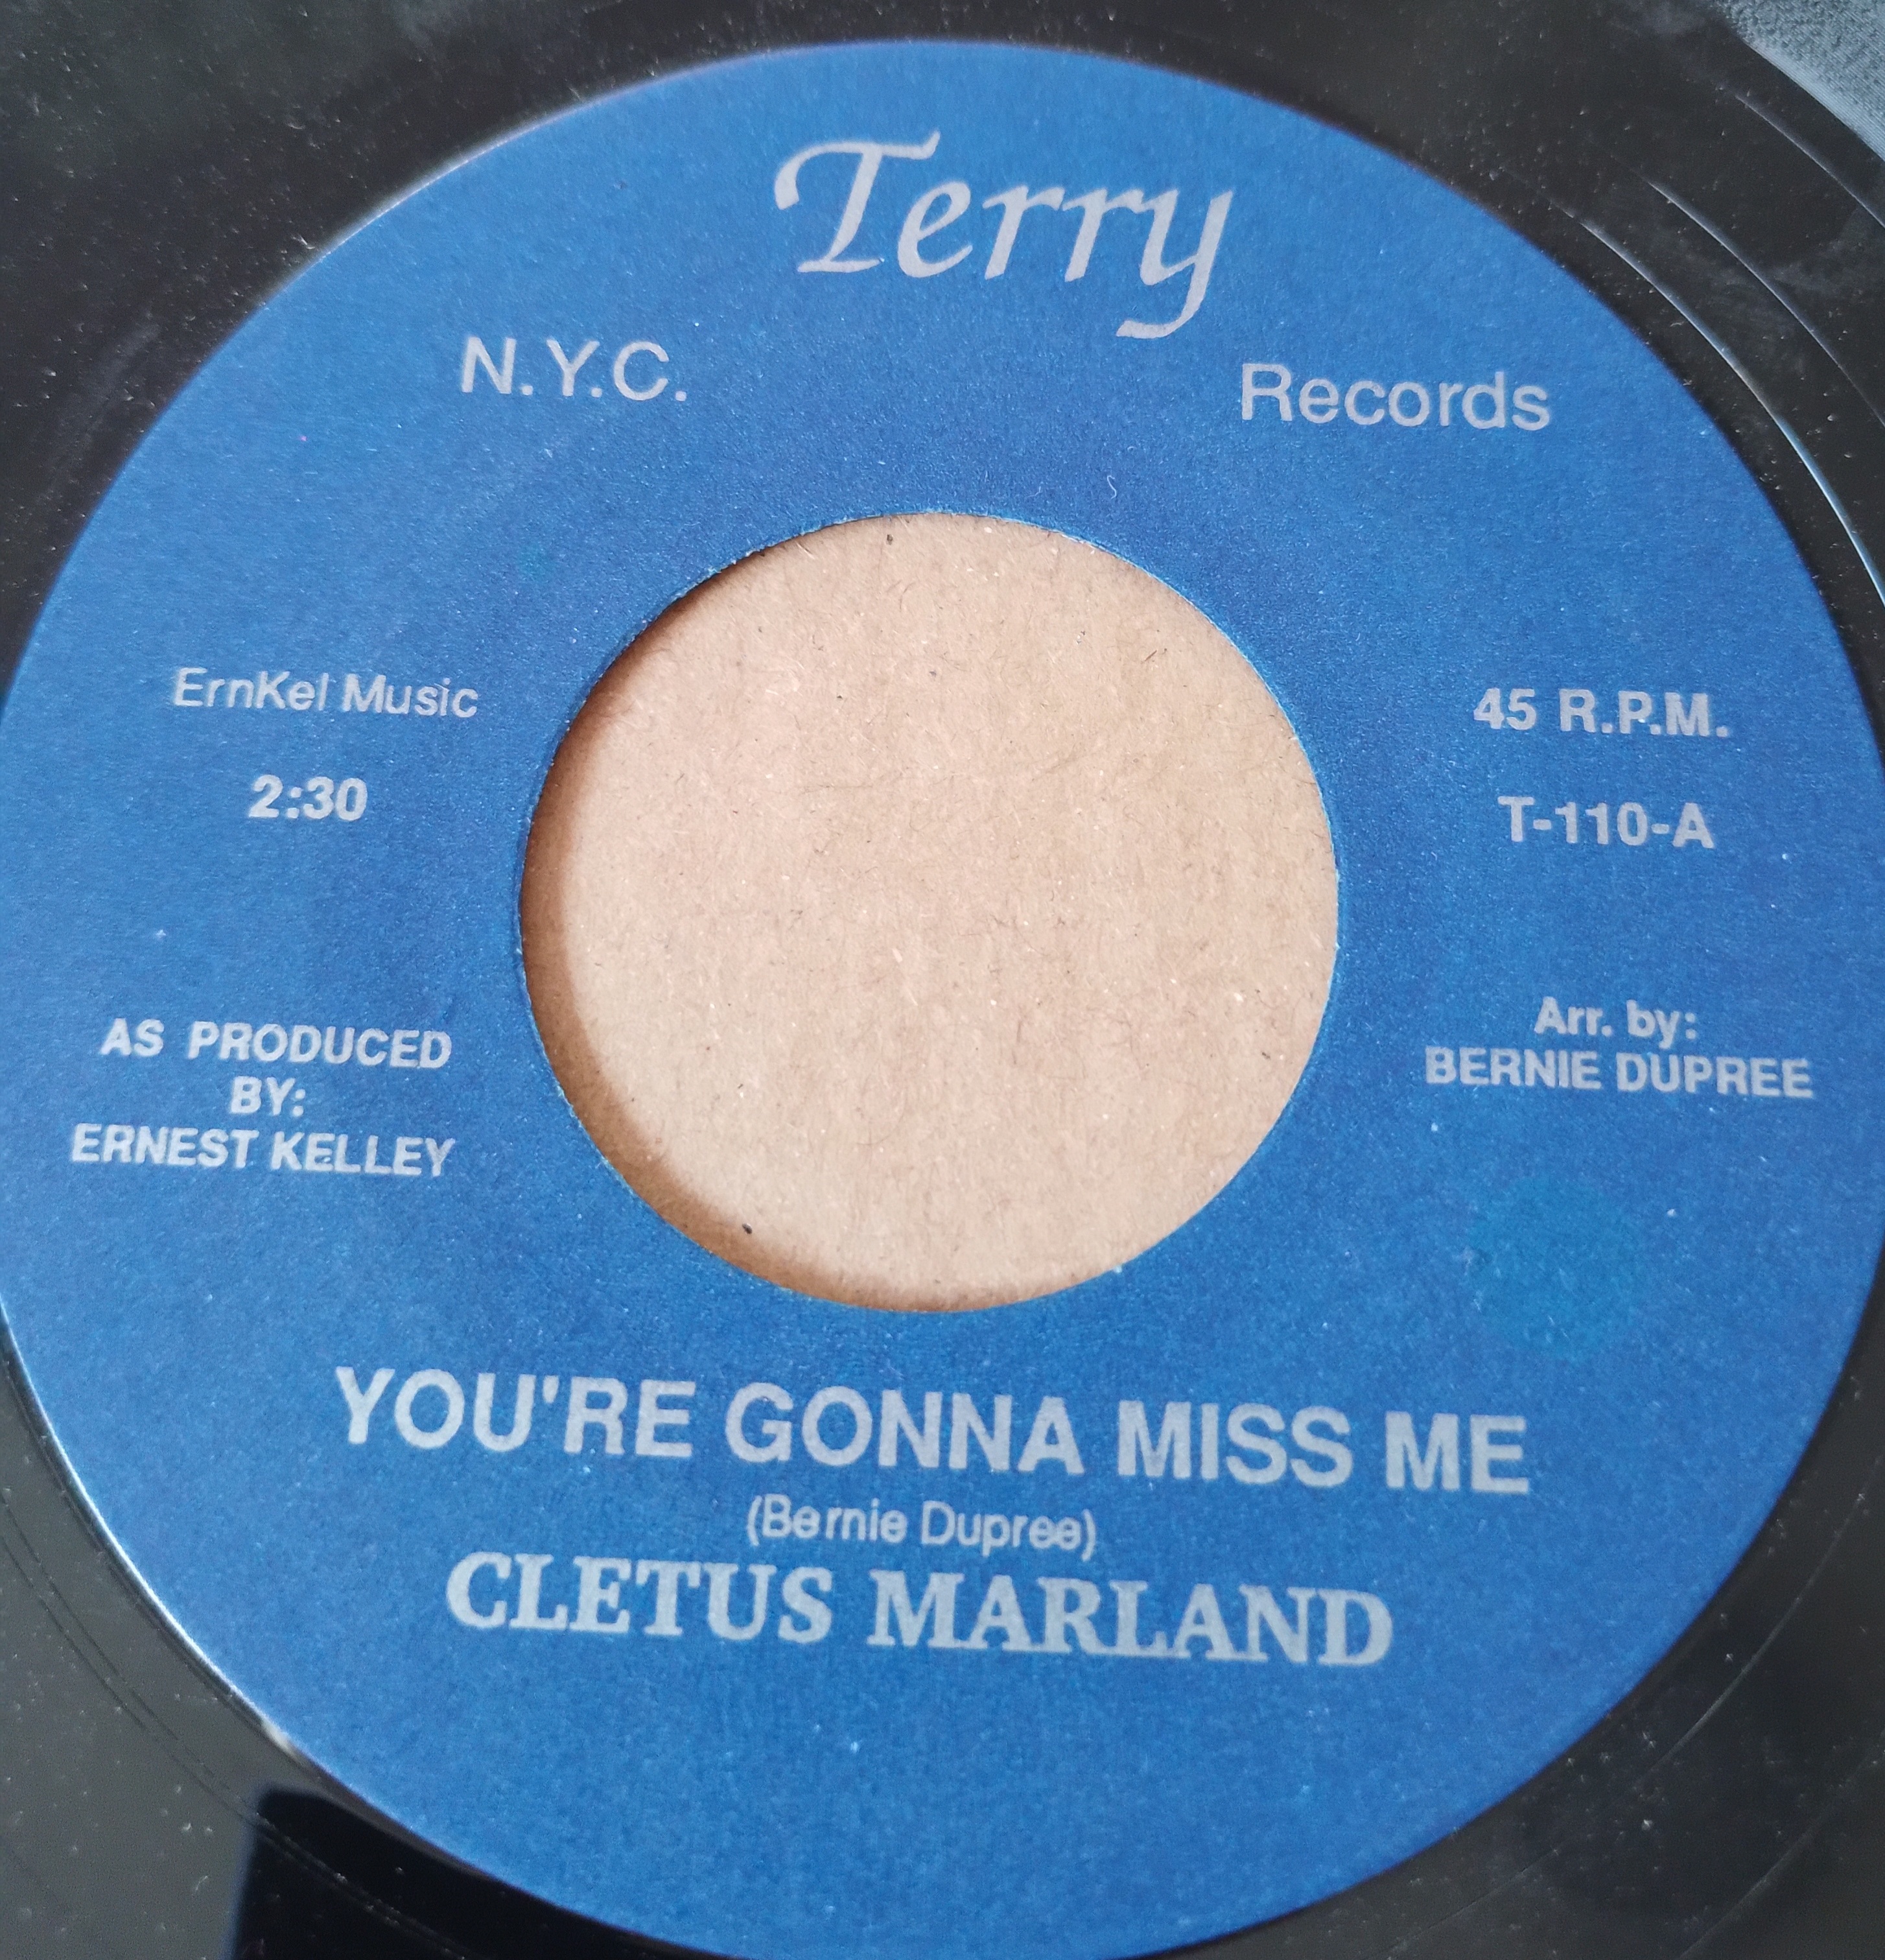 Terry
N.Y.C. Records
ErnKel Music
2:30
45 R.P.M.
T-110-A
AS PRODUCED
BY:
ERNEST KELLEY
Arr. by:
BERNIE DUPREE
YOU'RE GONNA MISS ME
(Bernie Dupree)
CLETUS MARLAND